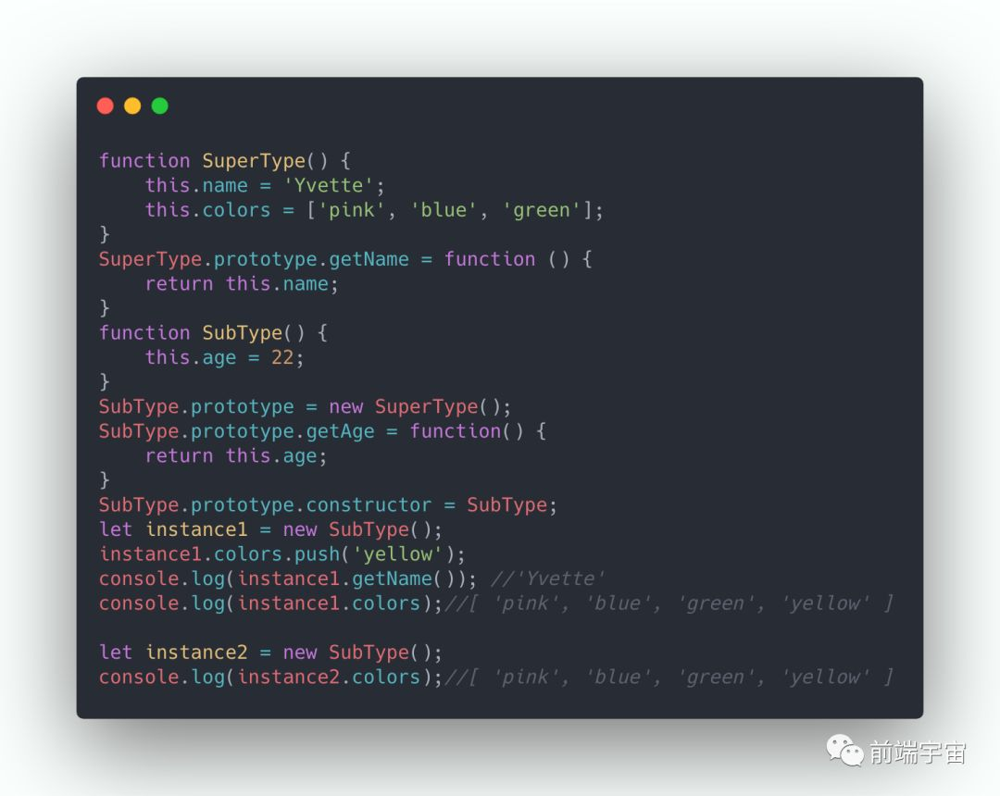 function SuperType() {
    this.name = 'Yvette';
    this.colors = ['pink', 'blue', 'green'];
}
SuperType.prototype.getName = function () {
    return this.name;
}
function SubType() {
    this.age = 22;
}
SubType.prototype = new SuperType();
SubType.prototype.getAge = function() {
    return this.age;
}
SubType.prototype.constructor = SubType;
let instance1 = new SubType();
instance1.colors.push('yellow');
console.log(instance1.getName()); //'Yvette'
console.log(instance1.colors);//[ 'pink', 'blue', 'green', 'yellow' ]

let instance2 = new SubType();
console.log(instance2.colors);//[ 'pink', 'blue', 'green', 'yellow' ]
前端宇宙